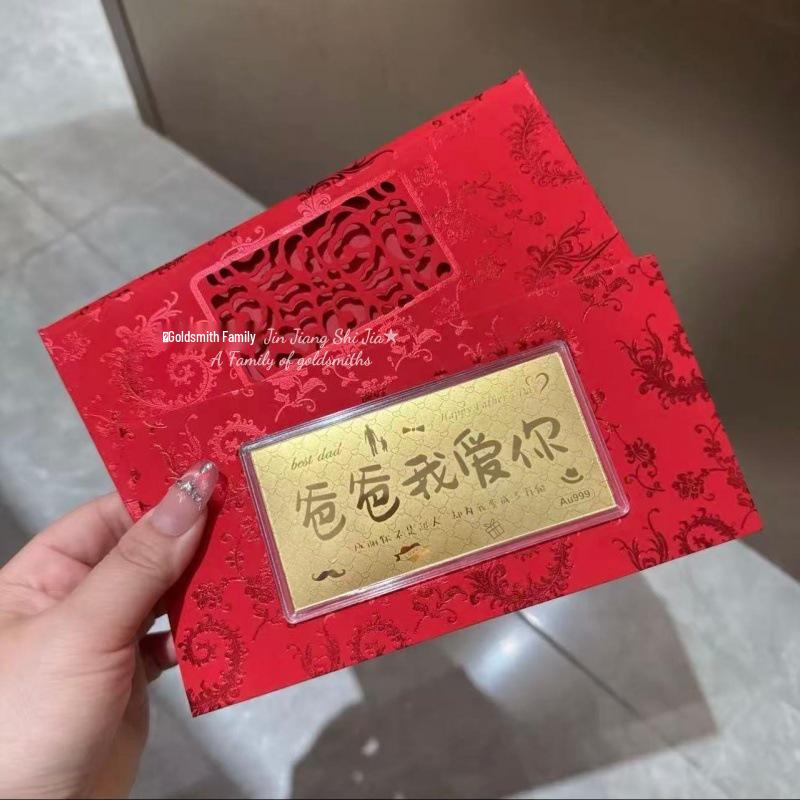 Goldsmith Family Jin Jiang Shi Jia★
A Family of goldsmiths
best dad
Happy Father's Day
爸爸我爱你
Au999